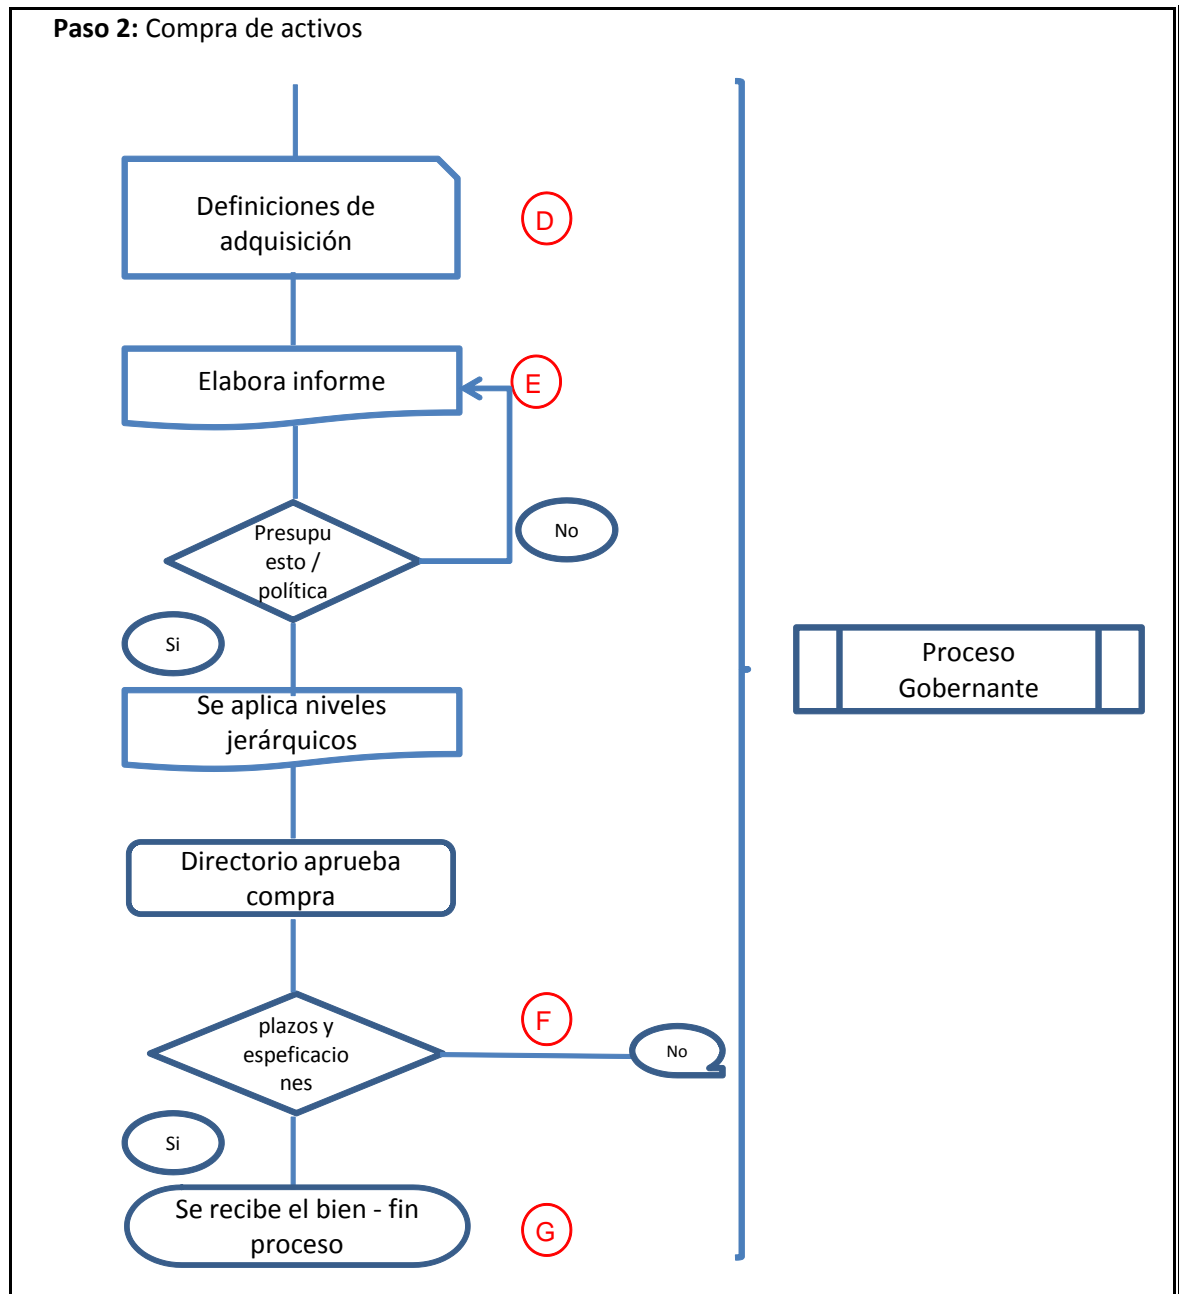 Paso 2: Compra de activos
Definiciones de
adquisición
D
Elabora informe
E
Presupu
esto /
política
No
Si
Se aplica niveles
jerárquicos
Proceso
Gobernante
Directorio aprueba
compra
plazos y
espeficacio
nes
F
No
Si
Se recibe el bien - fin
proceso
G